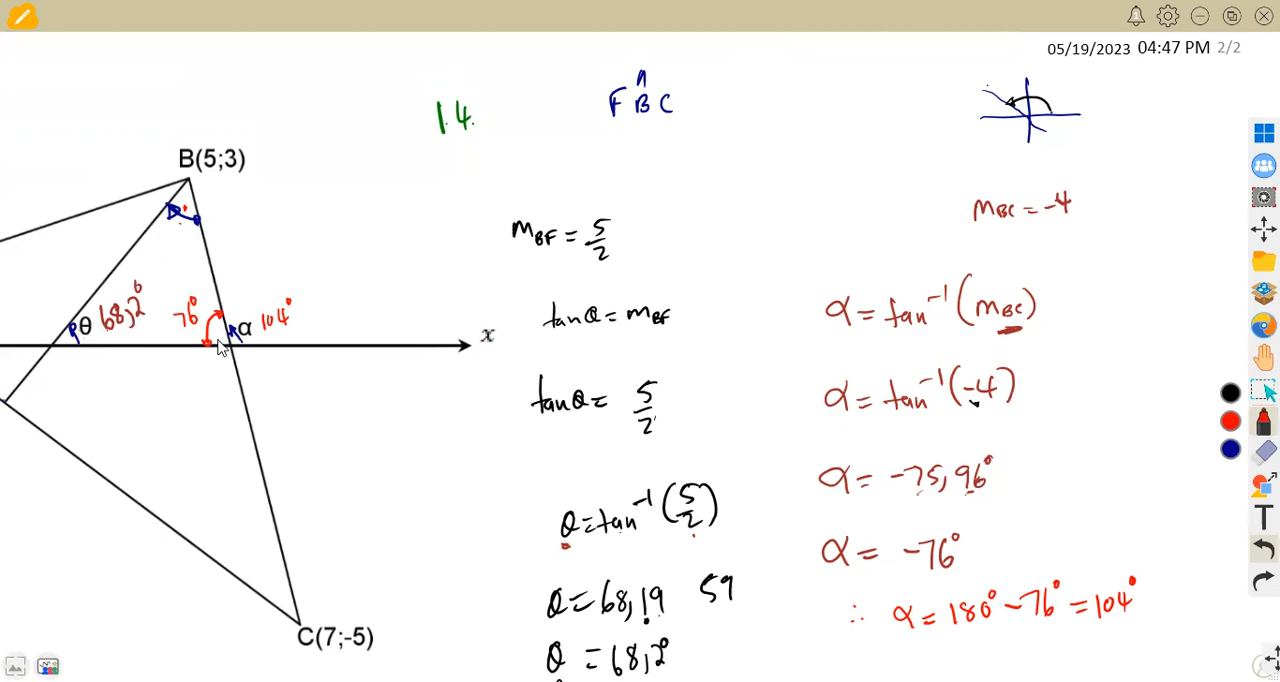 05/19/2023 04:47 PM 2/2
1.4.
FB̂C
B(5;3)
m_BF = 5/2
m_BC = -4
θ 68,2°
76°
α 104°
x
tanθ = m_BF
α = tan⁻¹(m_BC)
tanθ = 5/2
α = tan⁻¹(-4)
α = -75,96°
θ = tan⁻¹(5/2)
α = -76°
θ = 68,19 59
∴ α = 180° - 76° = 104°
C(7;-5)
θ = 68,2°
T